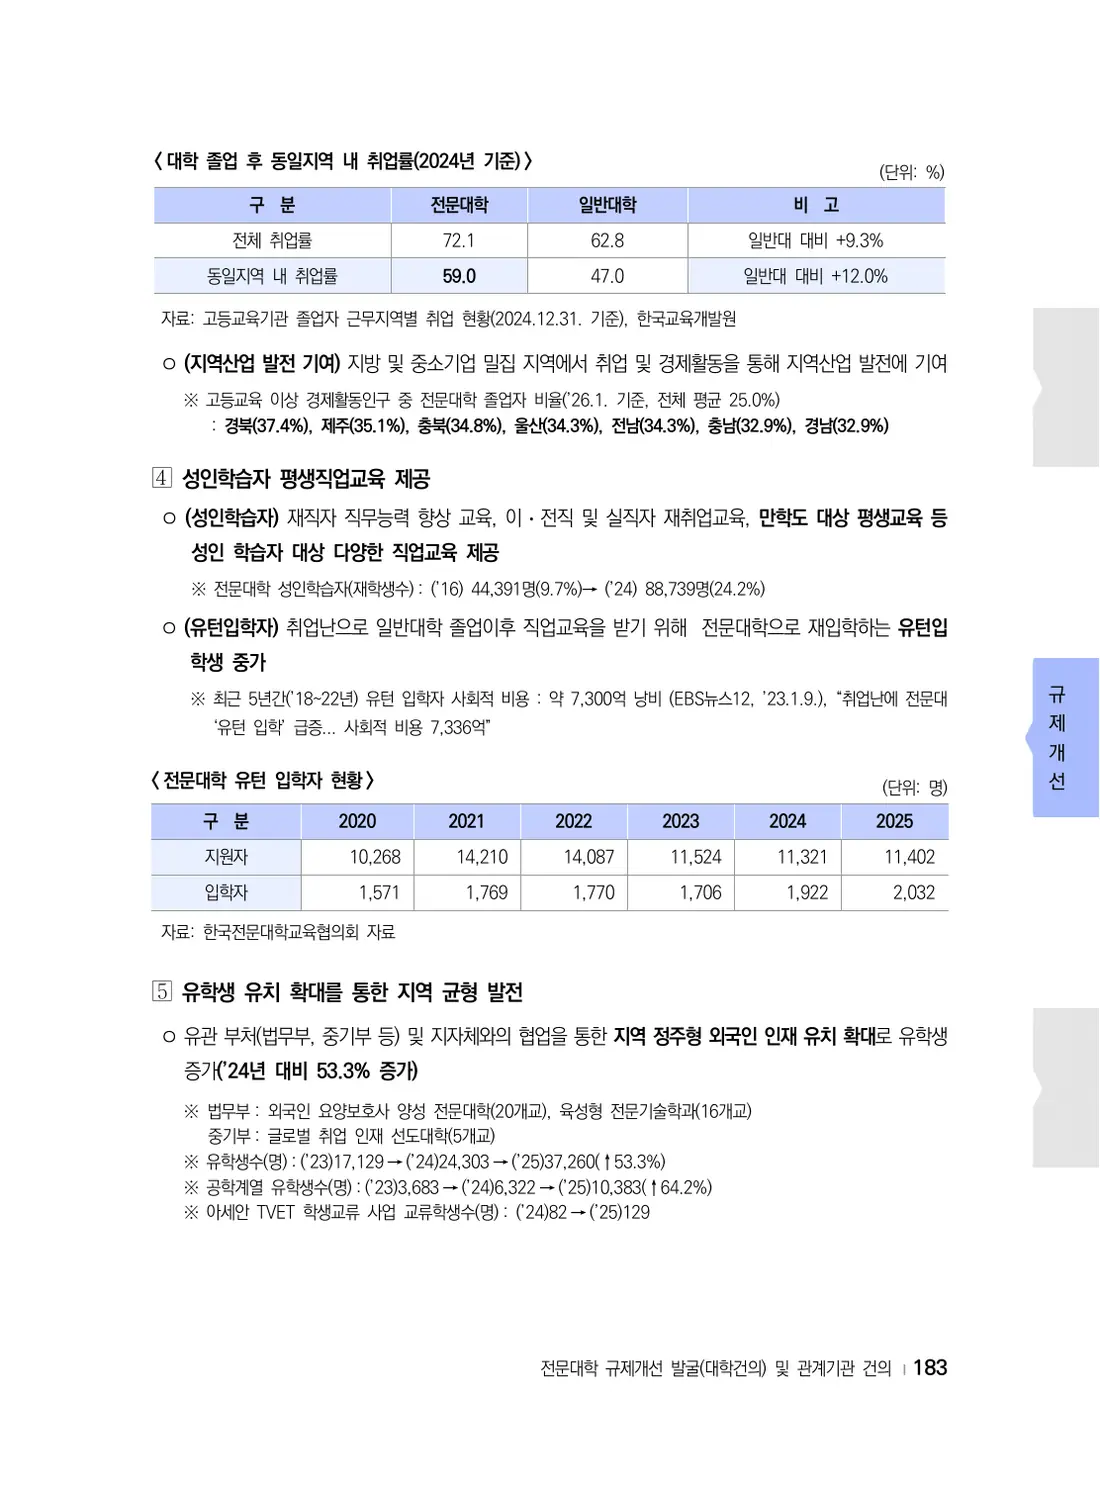 〈대학 졸업 후 동일지역 내 취업률(2024년 기준)〉
(단위: %)
구 분 전문대학 일반대학 비 고
전체 취업률 72.1 62.8 일반대 대비 +9.3%
동일지역 내 취업률 59.0 47.0 일반대 대비 +12.0%
자료: 고등교육기관 졸업자 근무지역별 취업 현황(2024.12.31. 기준), 한국교육개발원
ㅇ (지역산업 발전 기여) 지방 및 중소기업 밀집 지역에서 취업 및 경제활동을 통해 지역산업 발전에 기여
※ 고등교육 이상 경제활동인구 중 전문대학 졸업자 비율('26.1. 기준, 전체 평균 25.0%)
: 경북(37.4%), 제주(35.1%), 충북(34.8%), 울산(34.3%), 전남(34.3%), 충남(32.9%), 경남(32.9%)
4 성인학습자 평생직업교육 제공
ㅇ (성인학습자) 재직자 직무능력 향상 교육, 이·전직 및 실직자 재취업교육, 만학도 대상 평생교육 등
성인 학습자 대상 다양한 직업교육 제공
※ 전문대학 성인학습자(재학생수) : ('16) 44,391명(9.7%)→ ('24) 88,739명(24.2%)
ㅇ (유턴입학자) 취업난으로 일반대학 졸업이후 직업교육을 받기 위해 전문대학으로 재입학하는 유턴입
학생 증가
※ 최근 5년간('18~22년) 유턴 입학자 사회적 비용 : 약 7,300억 낭비 (EBS뉴스12, '23.1.9.), “취업난에 전문대
‘유턴 입학’ 급증... 사회적 비용 7,336억”
〈전문대학 유턴 입학자 현황〉
(단위: 명)
구 분 2020 2021 2022 2023 2024 2025
지원자 10,268 14,210 14,087 11,524 11,321 11,402
입학자 1,571 1,769 1,770 1,706 1,922 2,032
자료: 한국전문대학교육협의회 자료
5 유학생 유치 확대를 통한 지역 균형 발전
ㅇ 유관 부처(법무부, 중기부 등) 및 지자체와의 협업을 통한 지역 정주형 외국인 인재 유치 확대로 유학생
증가('24년 대비 53.3% 증가)
※ 법무부 : 외국인 요양보호사 양성 전문대학(20개교), 육성형 전문기술학과(16개교)
중기부 : 글로벌 취업 인재 선도대학(5개교)
※ 유학생수(명) : ('23)17,129→('24)24,303→('25)37,260(↑53.3%)
※ 공학계열 유학생수(명) : ('23)3,683→('24)6,322→('25)10,383(↑64.2%)
※ 아세안 TVET 학생교류 사업 교류학생수(명) : ('24)82→('25)129
규
제
개
선
전문대학 규제개선 발굴(대학건의) 및 관계기관 건의 | 183